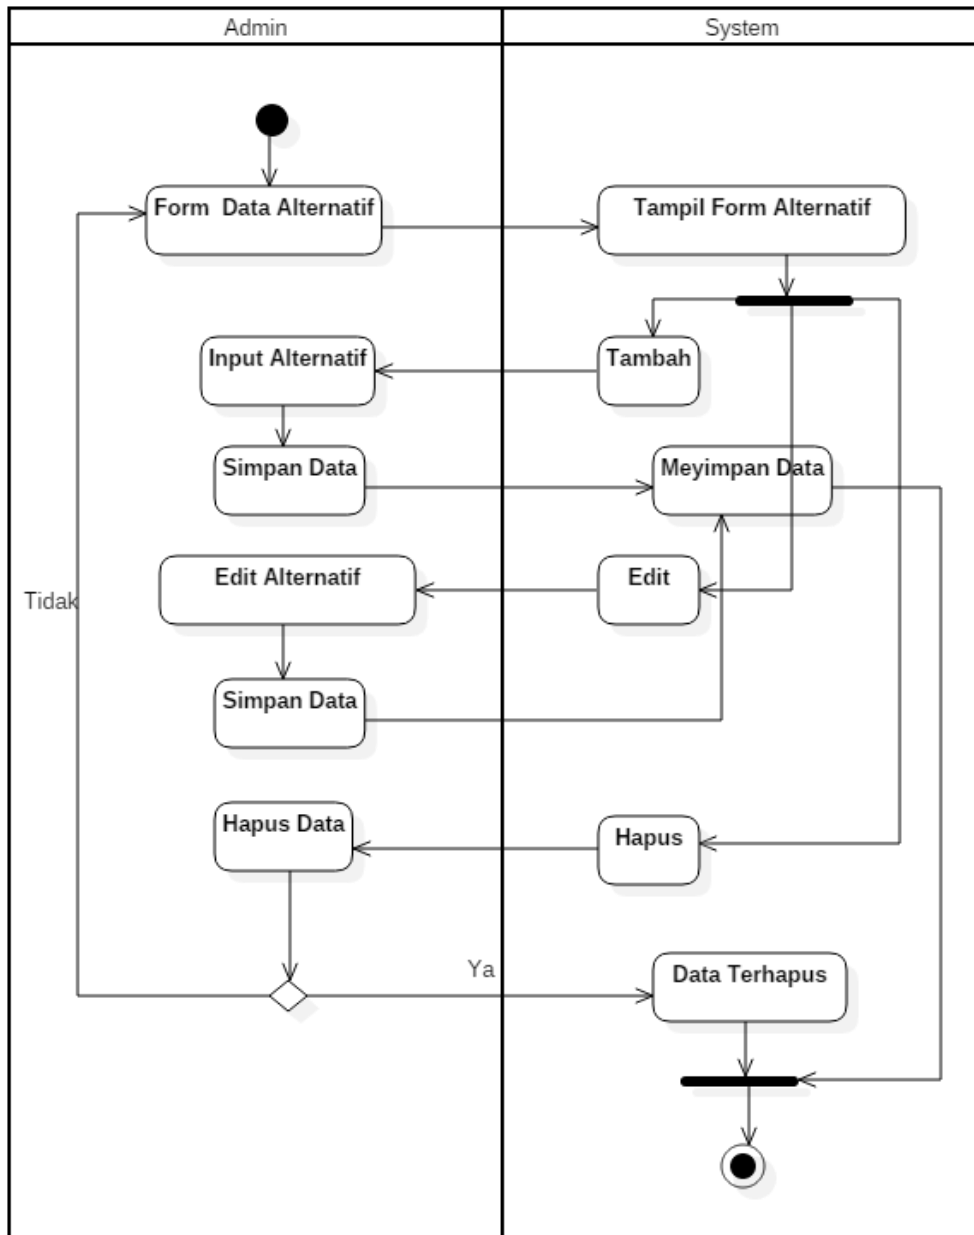 Admin
System
Form  Data Alternatif
Tampil Form Alternatif
Input Alternatif
Tambah
Simpan Data
Meyimpan Data
Edit Alternatif
Edit
Tidak
Simpan Data
Hapus Data
Hapus
Ya
Data Terhapus